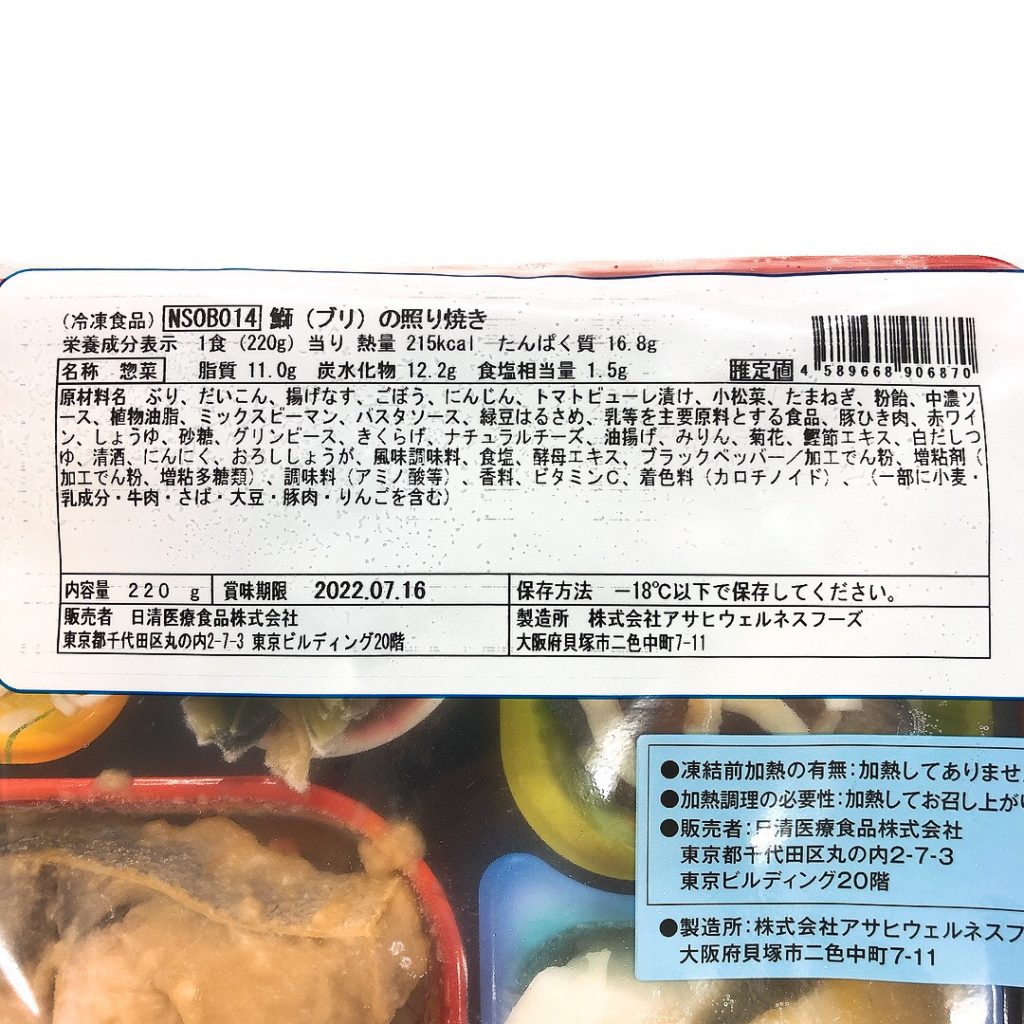 (冷凍食品) NSOB014 鰤(ブリ)の照り焼き
栄養成分表示 1食(220g)当り 熱量 215kcal たんぱく質 16.8g
名称 惣菜 脂質 11.0g 炭水化物 12.2g 食塩相当量 1.5g 推定値
4 589668 906870
原材料名 ぶり、だいこん、揚げなす、ごぼう、にんじん、トマトピューレ漬け、小松菜、たまねぎ、粉飴、中濃ソ
ース、植物油脂、ミックスピーマン、パスタソース、緑豆はるさめ、乳等を主要原料とする食品、豚ひき肉、赤ワイ
ン、しょうゆ、砂糖、グリンピース、きくらげ、ナチュラルチーズ、油揚げ、みりん、菊花、鰹節エキス、白だしつ
ゆ、清酒、にんにく、おろししょうが、風味調味料、食塩、酵母エキス、ブラックペッパー/加工でん粉、増粘剤(
加工でん粉、増粘多糖類)、調味料(アミノ酸等)、香料、ビタミンC、着色料(カロチノイド)、(一部に小麦・
乳成分・牛肉・さば・大豆・豚肉・りんごを含む)
内容量 220 g 賞味期限 2022.07.16
保存方法 -18℃以下で保存してください。
販売者 日清医療食品株式会社
東京都千代田区丸の内2-7-3 東京ビルディング20階
製造所 株式会社アサヒウェルネスフーズ
大阪府貝塚市二色中町7-11
●凍結前加熱の有無:加熱してありませ
●加熱調理の必要性:加熱してお召し上が
●販売者:日清医療食品株式会社
東京都千代田区丸の内2-7-3
東京ビルディング20階
●製造所:株式会社アサヒウェルネスフ
大阪府貝塚市二色中町7-11